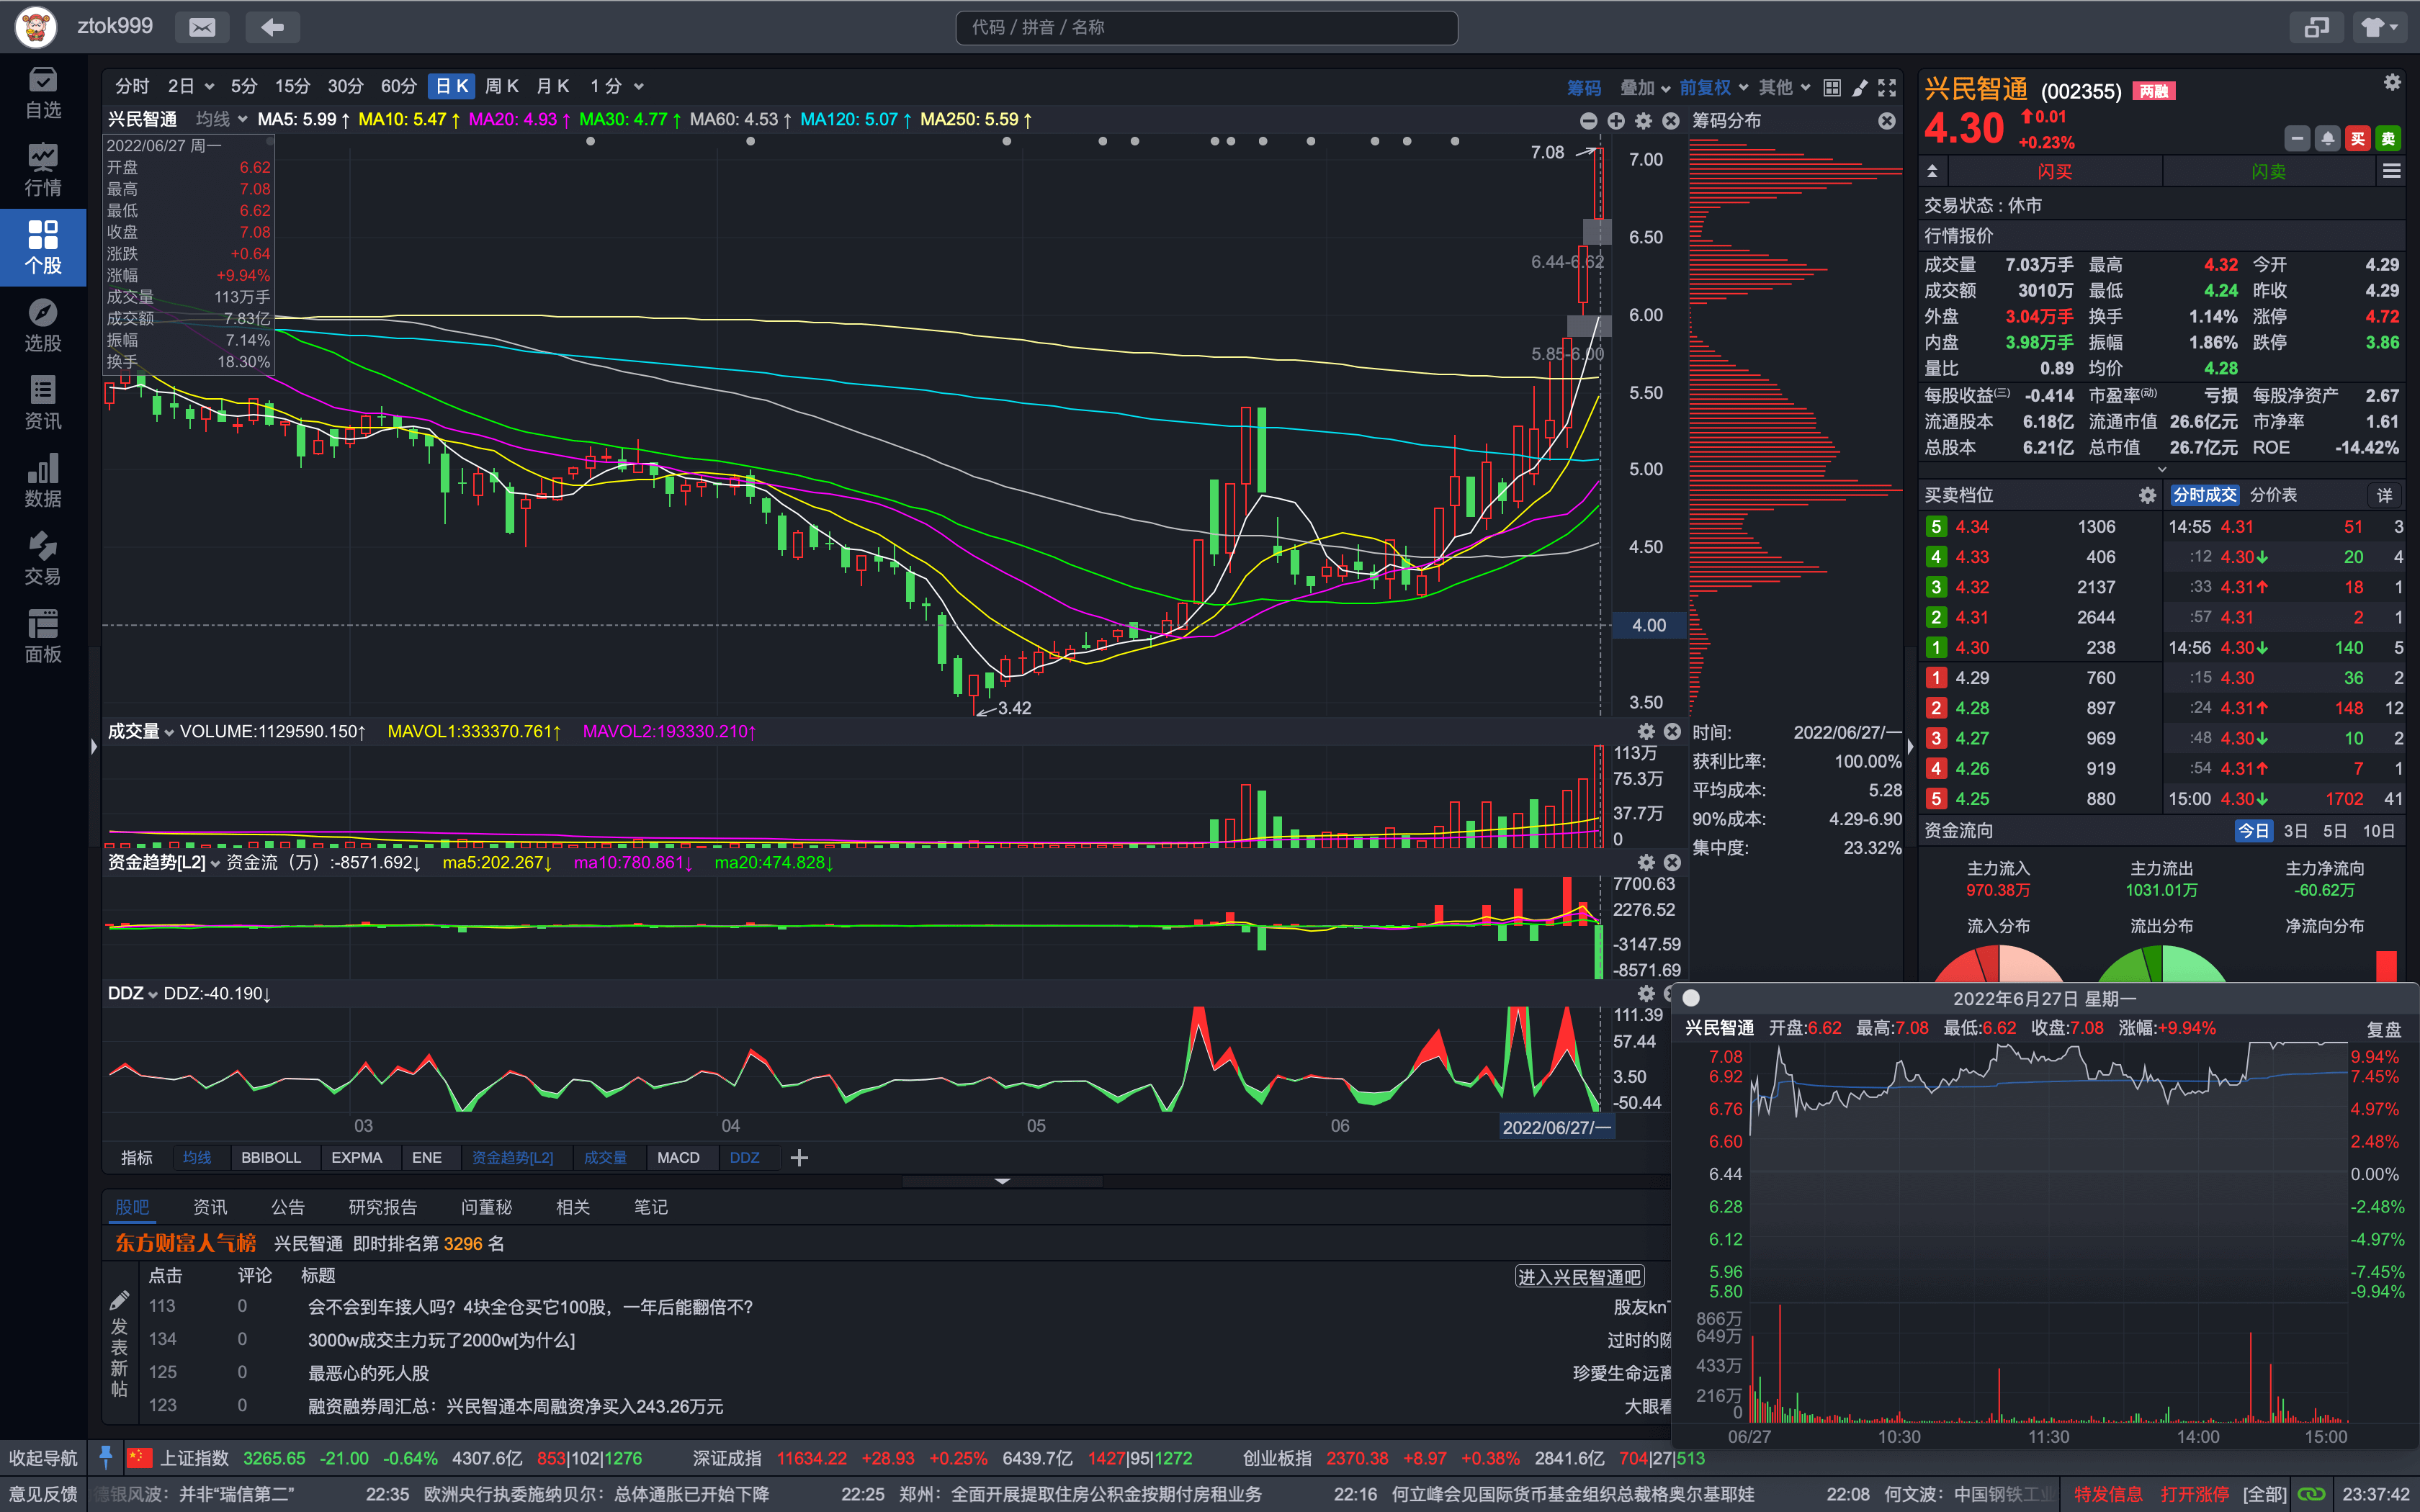 ztok999
代码 / 拼音 / 名称
自选
行情
个股
选股
资讯
数据
交易
面板
分时 2日 5分 15分 30分 60分 日K 周K 月K 1分
筹码 叠加 前复权 其他
兴民智通 均线 MA5: 5.99↑ MA10: 5.47↑ MA20: 4.93↑ MA30: 4.77↑ MA60: 4.53↑ MA120: 5.07↑ MA250: 5.59↑
筹码分布
2022/06/27 周一
开盘 6.62
最高 7.08
最低 6.62
收盘 7.08
涨跌 +0.64
涨幅 +9.94%
成交量 113万手
成交额 7.83亿
振幅 7.14%
换手 18.30%
7.08
6.44-6.62
5.85-6.00
3.42
7.00
6.50
6.00
5.50
5.00
4.50
4.00
3.50
成交量 VOLUME:1129590.150↑ MAVOL1:333370.761↑ MAVOL2:193330.210↑
113万
75.3万
37.7万
0
时间: 2022/06/27/一
获利比率: 100.00%
平均成本: 5.28
90%成本: 4.29-6.90
集中度: 23.32%
资金趋势[L2] 资金流（万）:-8571.692↓ ma5:202.267↓ ma10:780.861↓ ma20:474.828↓
7700.63
2276.52
-3147.59
-8571.69
DDZ DDZ:-40.190↓
111.39
57.44
3.50
-50.44
03 04 05 06 2022/06/27/一
指标 均线 BBIBOLL EXPMA ENE 资金趋势[L2] 成交量 MACD DDZ
股吧 资讯 公告 研究报告 问董秘 相关 笔记
东方财富人气榜 兴民智通 即时排名第 3296 名
点击 评论 标题
进入兴民智通吧
发表新帖
113 0 会不会到车接人吗？4块全仓买它100股，一年后能翻倍不？ 股友kn
134 0 3000w成交主力玩了2000w[为什么] 过时的
125 0 最恶心的死人股 珍愛生命远离
123 0 融资融券周汇总：兴民智通本周融资净买入243.26万元 大眼看
兴民智通 (002355) 两融
4.30 0.01
+0.23%
买 卖
闪买 闪卖
交易状态 : 休市
行情报价
成交量 7.03万手 最高 4.32 今开 4.29
成交额 3010万 最低 4.24 昨收 4.29
外盘 3.04万手 换手 1.14% 涨停 4.72
内盘 3.98万手 振幅 1.86% 跌停 3.86
量比 0.89 均价 4.28
每股收益(三) -0.414 市盈率(动) 亏损 每股净资产 2.67
流通股本 6.18亿 流通市值 26.6亿元 市净率 1.61
总股本 6.21亿 总市值 26.7亿元 ROE -14.42%
买卖档位
分时成交 分价表 详
5 4.34 1306
4 4.33 406
3 4.32 2137
2 4.31 2644
1 4.30 238
1 4.29 760
2 4.28 897
3 4.27 969
4 4.26 919
5 4.25 880
14:55 4.31 51 3
:12 4.30↓ 20 4
:33 4.31↑ 18 1
:57 4.31 2 1
14:56 4.30↓ 140 5
:15 4.30 36 2
:24 4.31↑ 148 12
:48 4.30↓ 10 2
:54 4.31↑ 7 1
15:00 4.30↓ 1702 41
资金流向 今日 3日 5日 10日
主力流入 主力流出 主力净流向
970.38万 1031.01万 -60.62万
流入分布 流出分布 净流向分布
2022年6月27日 星期一
兴民智通 开盘:6.62 最高:7.08 最低:6.62 收盘:7.08 涨幅:+9.94% 复盘
7.08 9.94%
6.92 7.45%
6.76 4.97%
6.60 2.48%
6.44 0.00%
6.28 -2.48%
6.12 -4.97%
5.96 -7.45%
5.80 -9.94%
866万
649万
433万
216万
0
06/27 10:30 11:30 14:00 15:00
收起导航 上证指数 3265.65 -21.00 -0.64% 4307.6亿 853|102|1276 深证成指 11634.22 +28.93 +0.25% 6439.7亿 1427|95|1272 创业板指 2370.38 +8.97 +0.38% 2841.6亿 704|27|513
意见反馈 德银风波：并非“瑞信第二” 22:35 欧洲央行执委施纳贝尔：总体通胀已开始下降 22:25 郑州：全面开展提取住房公积金按期付房租业务 22:16 何立峰会见国际货币基金组织总裁格奥尔基耶娃 22:08 何文波：中国钢铁工业 特发信息 打开涨停 [全部] 23:37:42